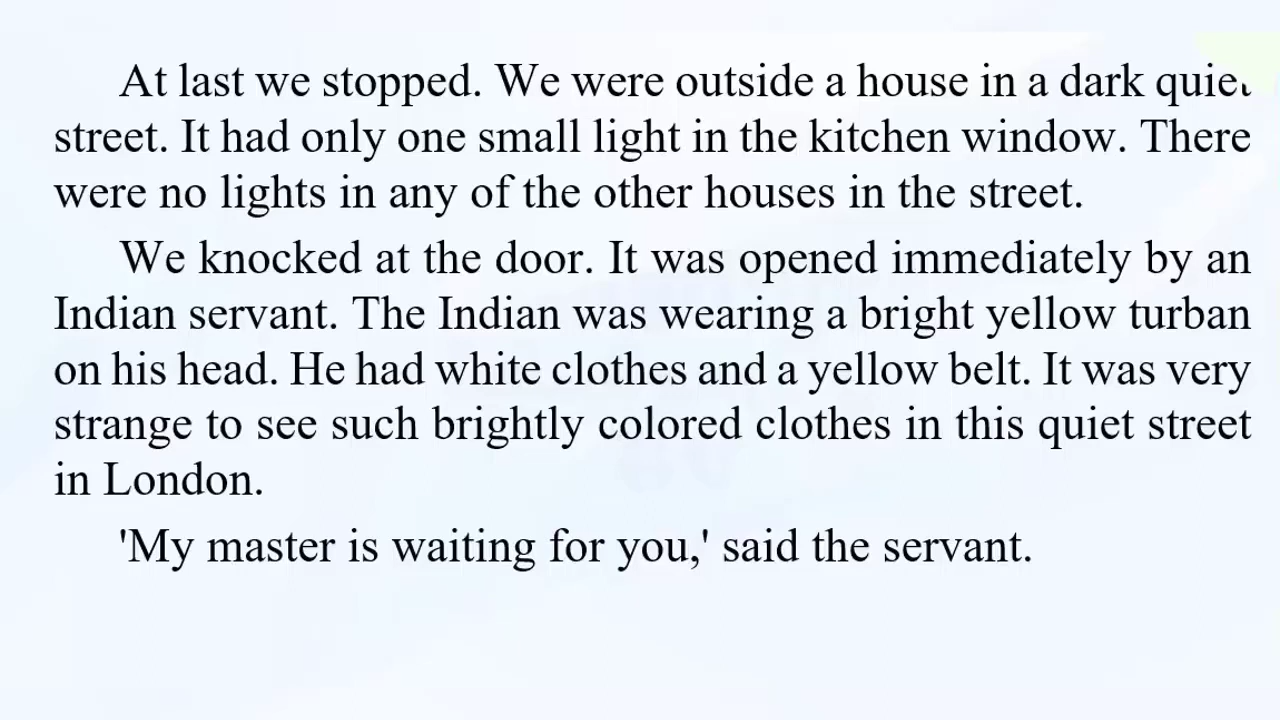 At last we stopped. We were outside a house in a dark quiet
street. It had only one small light in the kitchen window. There
were no lights in any of the other houses in the street.
We knocked at the door. It was opened immediately by an
Indian servant. The Indian was wearing a bright yellow turban
on his head. He had white clothes and a yellow belt. It was very
strange to see such brightly colored clothes in this quiet street
in London.
'My master is waiting for you,' said the servant.